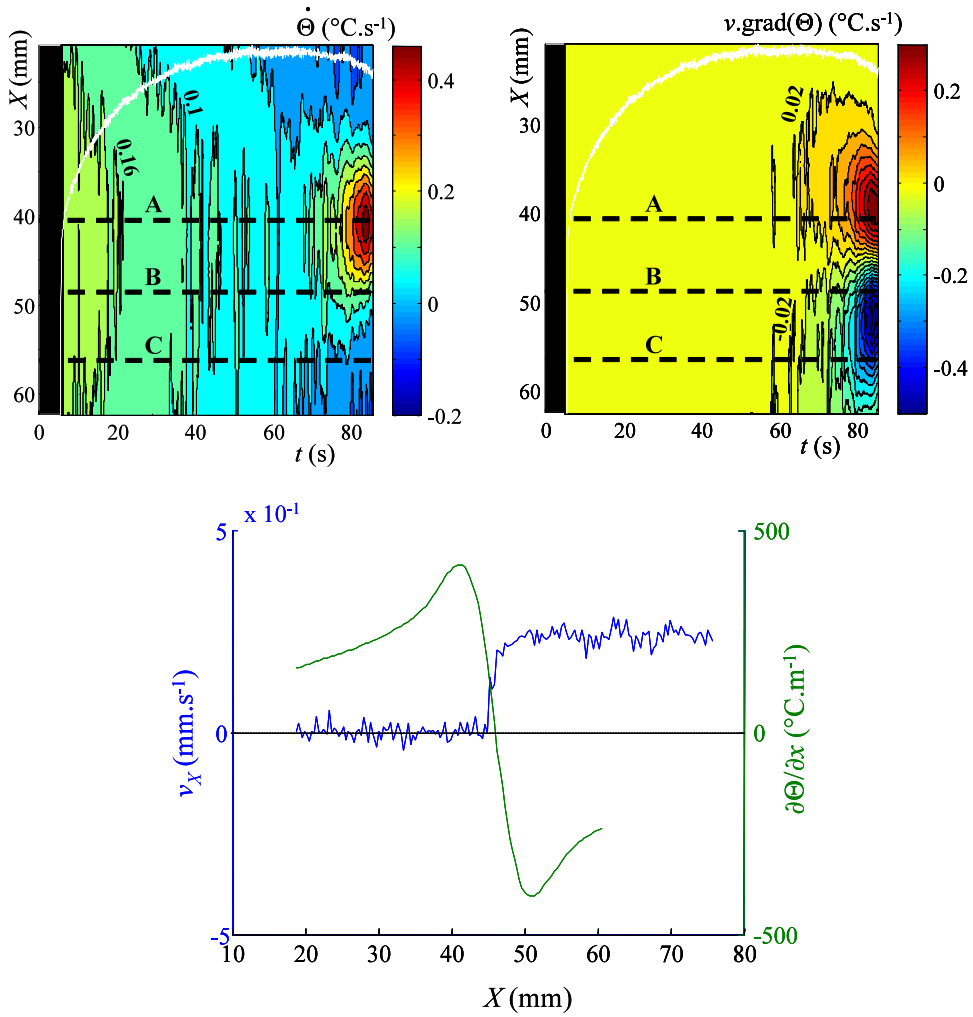 Θ̇ (°C.s-1)
v.grad(Θ) (°C.s-1)
X (mm)
30
40
50
60
0
20
40
60
80
t (s)
0.16
0.1
A
B
C
0.4
0.2
0
-0.2
X (mm)
30
40
50
60
0
20
40
60
80
t (s)
0.02
-0.02
A
B
C
0.2
0
-0.2
-0.4
x 10-1
5
0
-5
vX (mm.s-1)
500
0
-500
∂Θ/∂x (°C.m-1)
10
20
30
40
50
60
70
80
X (mm)